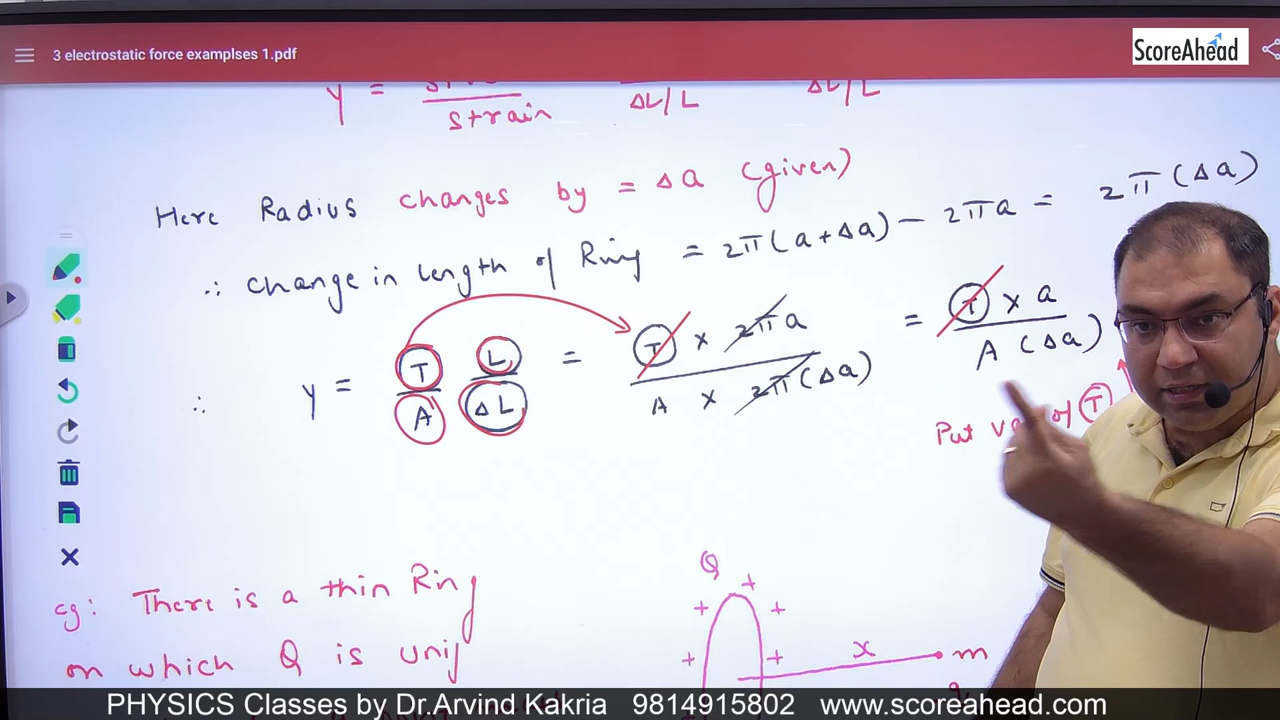 3 electrostatic force examplses 1.pdf
ScoreAhead
y = strain ΔL/L ΔL/L
Here Radius changes by = Δa (given)
∴ change in length of Ring = 2π(a+Δa) - 2πa = 2π(Δa)
∴ y = T/A L/ΔL = T × 2πa / A × 2π(Δa) = T × a / A (Δa)
Put of T
eg: There is a thin Ring
on which Q is unif
Q
+ + + + + +
x
m
PHYSICS Classes by Dr.Arvind Kakria 9814915802 www.scoreahead.com